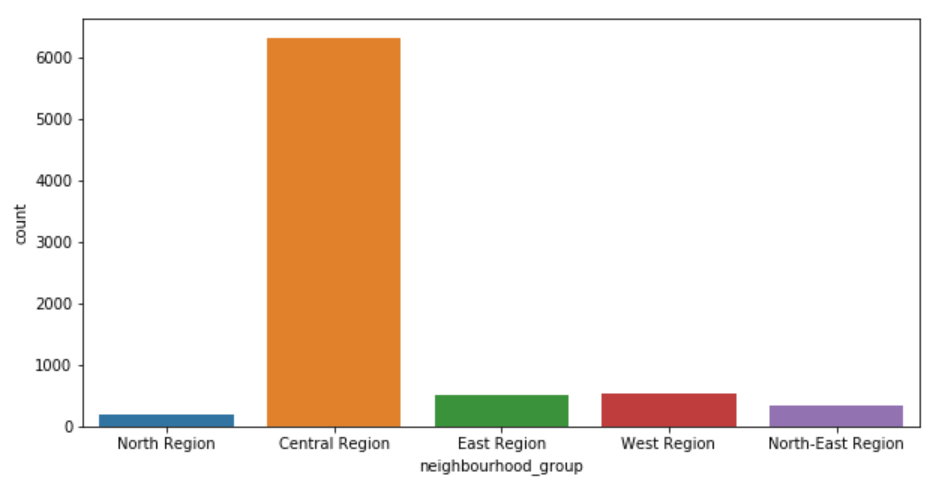 6000
5000
4000
3000
2000
1000
0
count
North Region Central Region East Region West Region North-East Region
neighbourhood_group